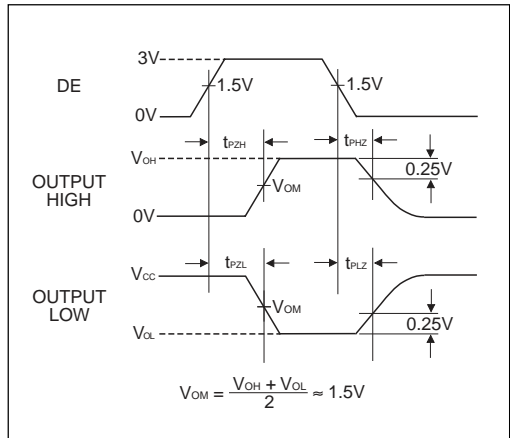 3V
DE
1.5V
1.5V
0V
tPZH
tPHZ
VOH
0.25V
OUTPUT
HIGH
VOM
0V
tPZL
tPLZ
VCC
OUTPUT
LOW
VOM
0.25V
VOL
VOM = VOH + VOL / 2 ≈ 1.5V